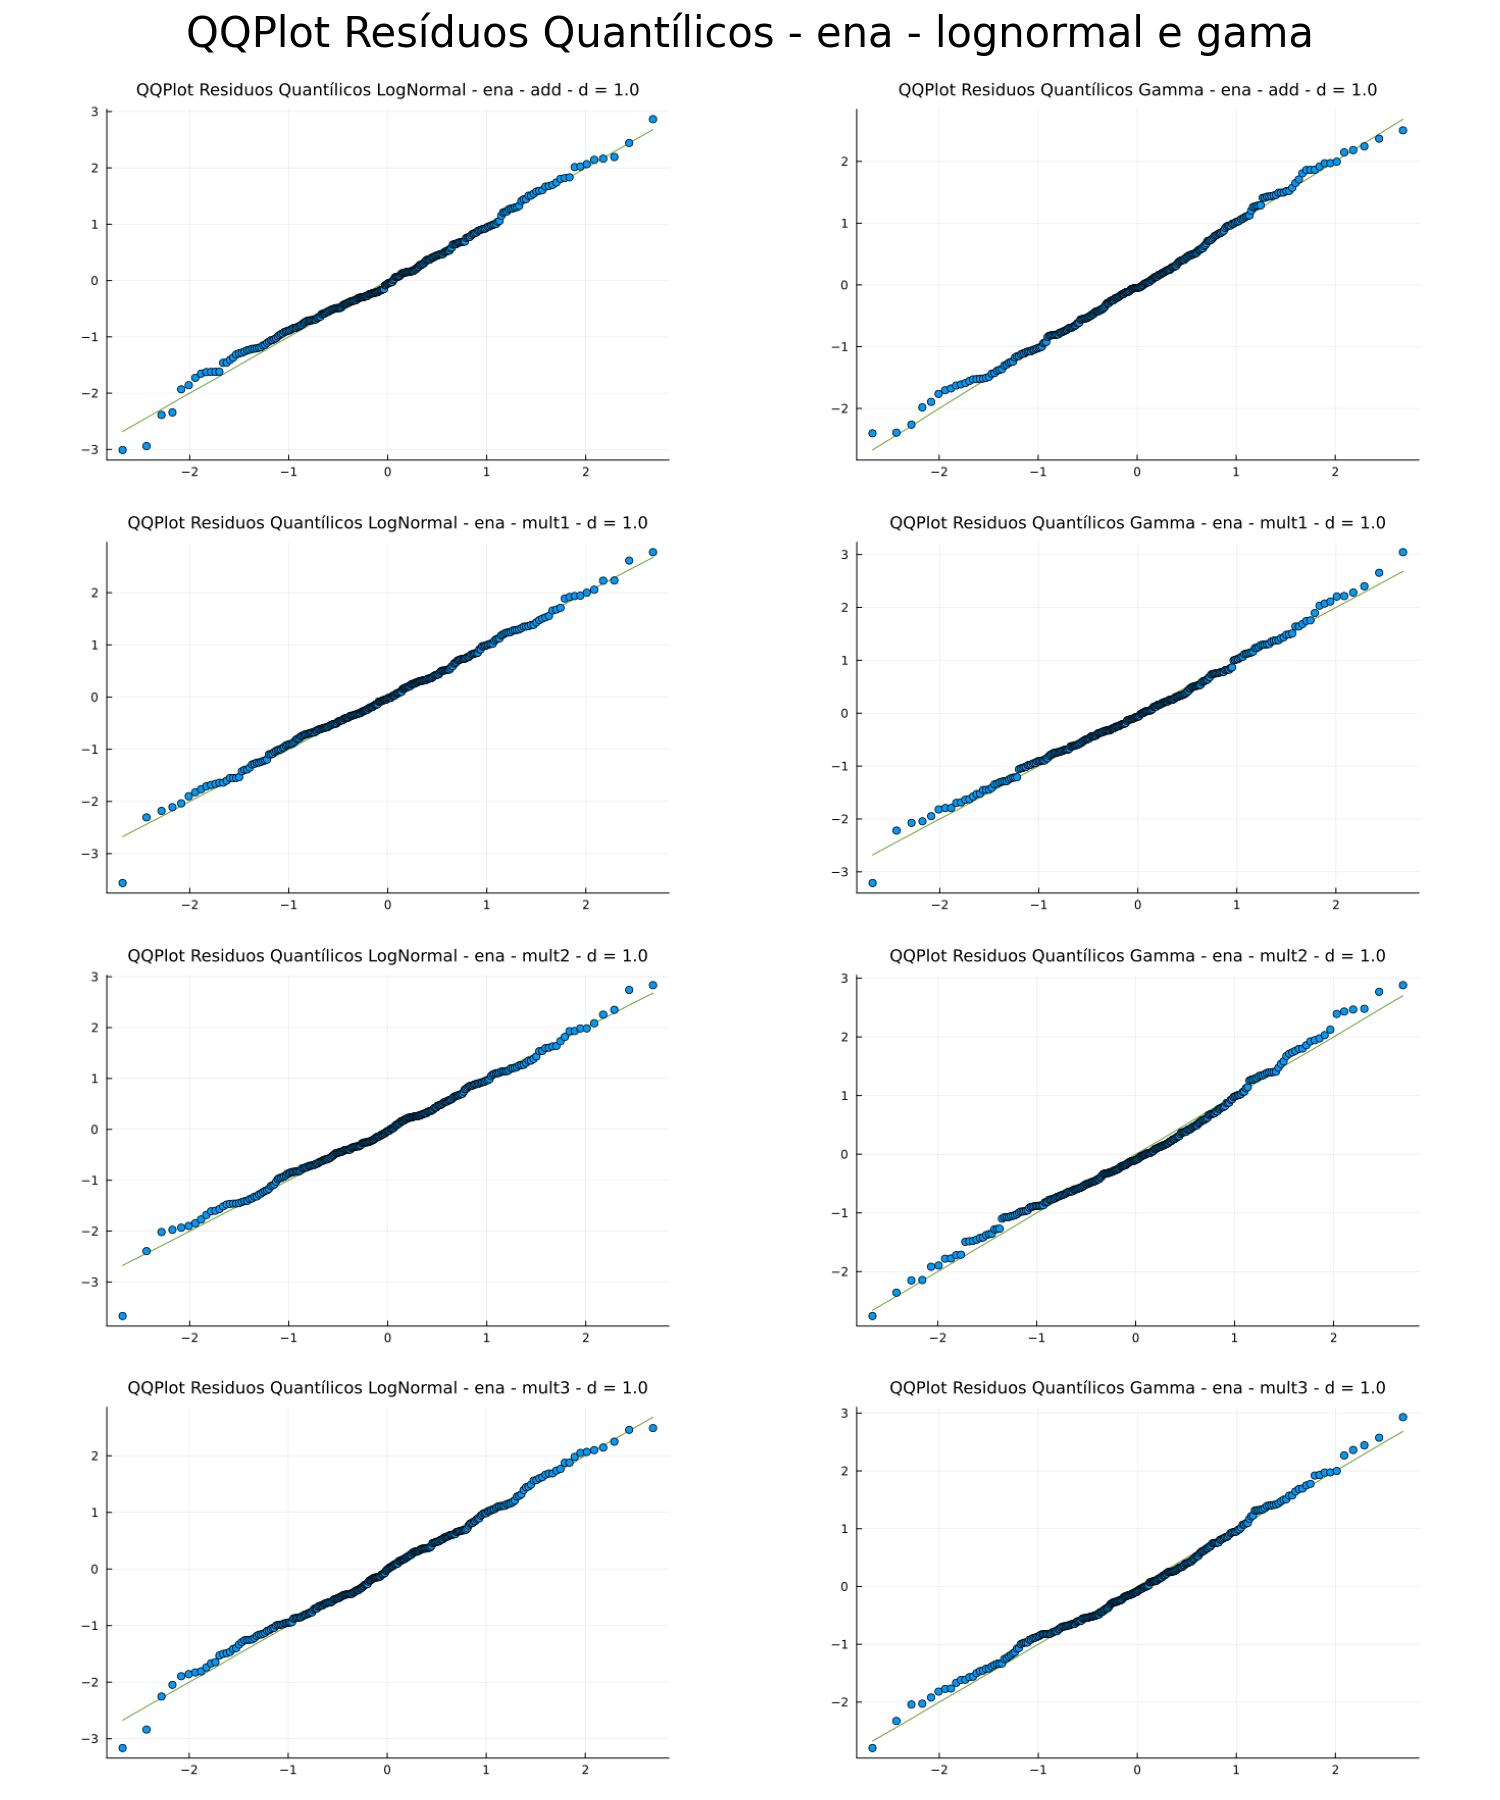 QQPlot Resíduos Quantílicos - ena - lognormal e gama
QQPlot Residuos Quantílicos LogNormal - ena - add - d = 1.0
3
2
1
0
−1
−2
−3
−2 −1 0 1 2
QQPlot Residuos Quantílicos Gamma - ena - add - d = 1.0
2
1
0
−1
−2
−2 −1 0 1 2
QQPlot Residuos Quantílicos LogNormal - ena - mult1 - d = 1.0
2
1
0
−1
−2
−3
−2 −1 0 1 2
QQPlot Residuos Quantílicos Gamma - ena - mult1 - d = 1.0
3
2
1
0
−1
−2
−3
−2 −1 0 1 2
QQPlot Residuos Quantílicos LogNormal - ena - mult2 - d = 1.0
3
2
1
0
−1
−2
−3
−2 −1 0 1 2
QQPlot Residuos Quantílicos Gamma - ena - mult2 - d = 1.0
3
2
1
0
−1
−2
−2 −1 0 1 2
QQPlot Residuos Quantílicos LogNormal - ena - mult3 - d = 1.0
2
1
0
−1
−2
−3
−2 −1 0 1 2
QQPlot Residuos Quantílicos Gamma - ena - mult3 - d = 1.0
3
2
1
0
−1
−2
−2 −1 0 1 2